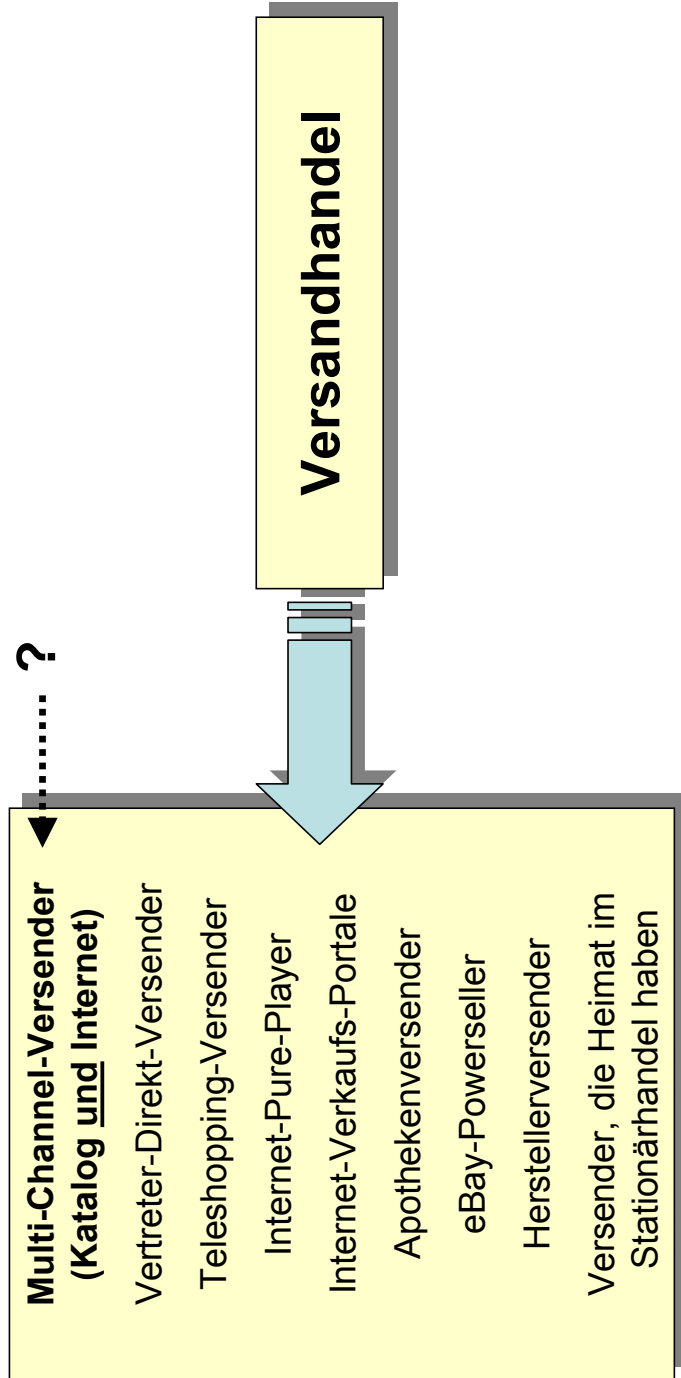 Versandhandel
?
Multi-Channel-Versender
(Katalog und Internet)
Vertreter-Direkt-Versender
Teleshopping-Versender
Internet-Pure-Player
Internet-Verkaufs-Portale
Apothekenversender
eBay-Powerseller
Herstellerversender
Versender, die Heimat im
Stationärhandel haben